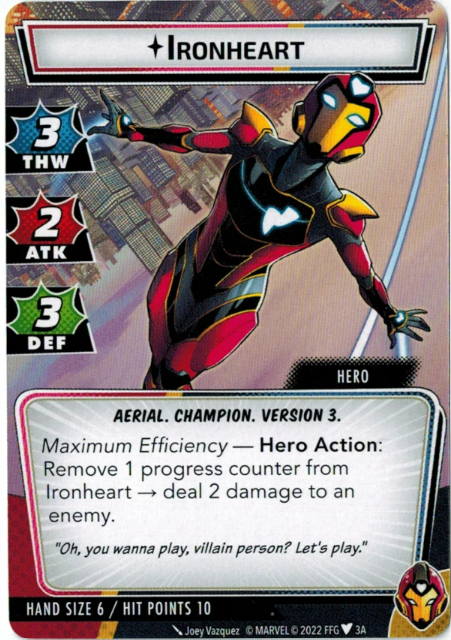 IRONHEART
3
THW
2
ATK
3
DEF
HERO
AERIAL. CHAMPION. VERSION 3.
Maximum Efficiency — Hero Action:
Remove 1 progress counter from
Ironheart → deal 2 damage to an
enemy.
"Oh, you wanna play, villain person? Let's play."
HAND SIZE 6 / HIT POINTS 10
Joey Vazquez © MARVEL © 2022 FFG 3A